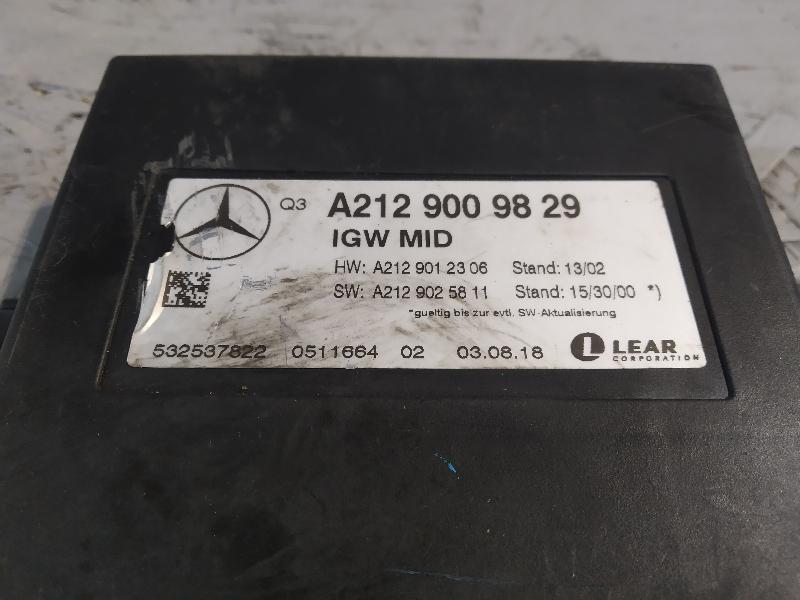 Q3 A212 900 98 29
IGW MID
HW: A212 901 23 06 Stand: 13/02
SW: A212 902 58 11 Stand: 15/30/00 *)
*gueltig bis zur evtl. SW-Aktualisierung
532537822 0511664 02 03.08.18 L LEAR
CORPORATION